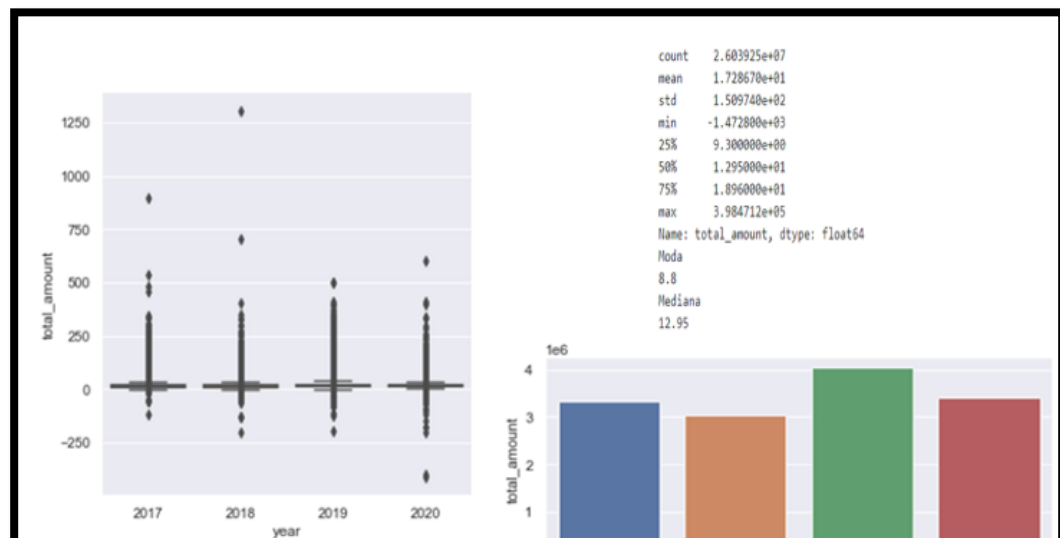 count 2.603925e+07
mean 1.728670e+01
std 1.509740e+02
min -1.472800e+03
25% 9.300000e+00
50% 1.295000e+01
75% 1.896000e+01
max 3.984712e+05
Name: total_amount, dtype: float64
Moda
8.8
Mediana
12.95
1250
1000
750
500
250
0
−250
total_amount
2017 2018 2019 2020
year
1e6
4
3
2
1
total_amount